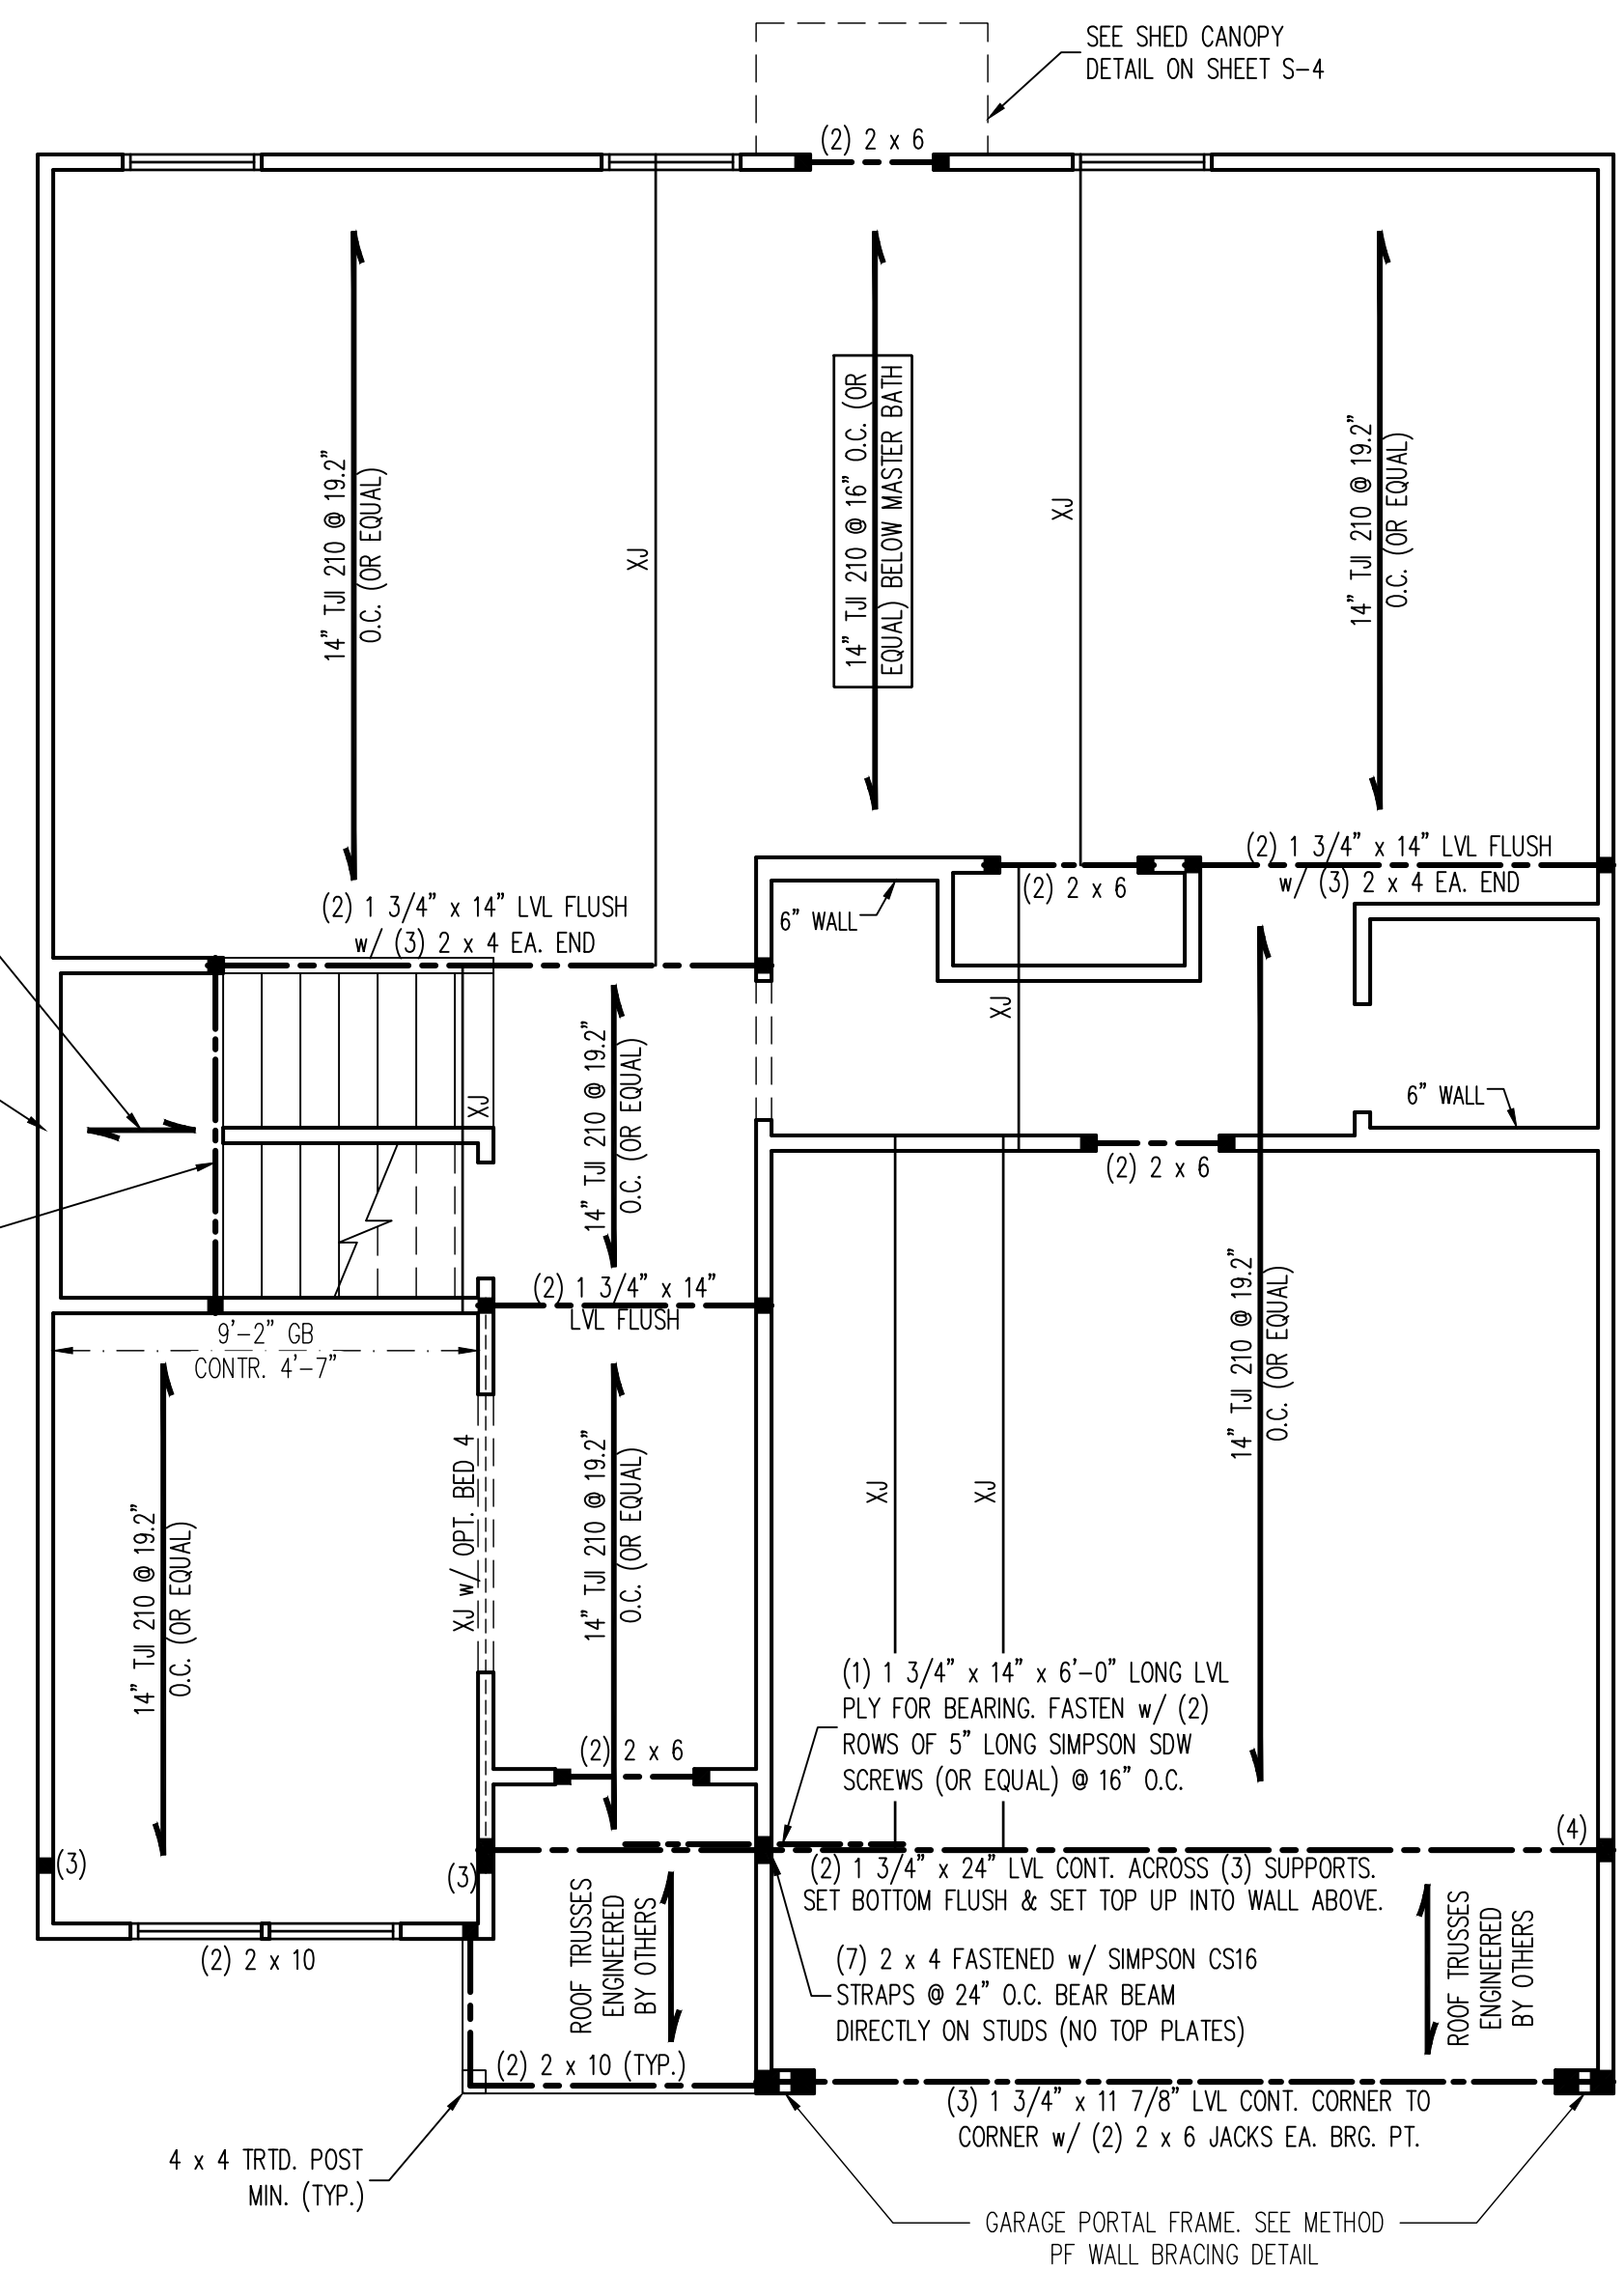 SEE SHED CANOPY
DETAIL ON SHEET S-4
(2) 2 x 6
14" TJI 210 @ 19.2"
O.C. (OR EQUAL)
XJ
14" TJI 210 @ 16" O.C. (OR
EQUAL) BELOW MASTER BATH
XJ
14" TJI 210 @ 19.2"
O.C. (OR EQUAL)
(2) 1 3/4" x 14" LVL FLUSH
w/ (3) 2 x 4 EA. END
(2) 1 3/4" x 14" LVL FLUSH
w/ (3) 2 x 4 EA. END
(2) 2 x 6
6" WALL
XJ
XJ
14" TJI 210 @ 19.2"
O.C. (OR EQUAL)
6" WALL
(2) 2 x 6
(2) 1 3/4" x 14"
LVL FLUSH
9'-2" GB
CONTR. 4'-7"
14" TJI 210 @ 19.2"
O.C. (OR EQUAL)
XJ w/ OPT. BED 4
14" TJI 210 @ 19.2"
O.C. (OR EQUAL)
XJ
XJ
14" TJI 210 @ 19.2"
O.C. (OR EQUAL)
(1) 1 3/4" x 14" x 6'-0" LONG LVL
PLY FOR BEARING. FASTEN w/ (2)
ROWS OF 5" LONG SIMPSON SDW
SCREWS (OR EQUAL) @ 16" O.C.
(2) 2 x 6
(3)
(3)
(4)
(2) 1 3/4" x 24" LVL CONT. ACROSS (3) SUPPORTS.
SET BOTTOM FLUSH & SET TOP UP INTO WALL ABOVE.
(2) 2 x 10
ROOF TRUSSES
ENGINEERED
BY OTHERS
(7) 2 x 4 FASTENED w/ SIMPSON CS16
STRAPS @ 24" O.C. BEAR BEAM
DIRECTLY ON STUDS (NO TOP PLATES)
ROOF TRUSSES
ENGINEERED
BY OTHERS
(2) 2 x 10 (TYP.)
(3) 1 3/4" x 11 7/8" LVL CONT. CORNER TO
CORNER w/ (2) 2 x 6 JACKS EA. BRG. PT.
4 x 4 TRTD. POST
MIN. (TYP.)
GARAGE PORTAL FRAME. SEE METHOD
PF WALL BRACING DETAIL